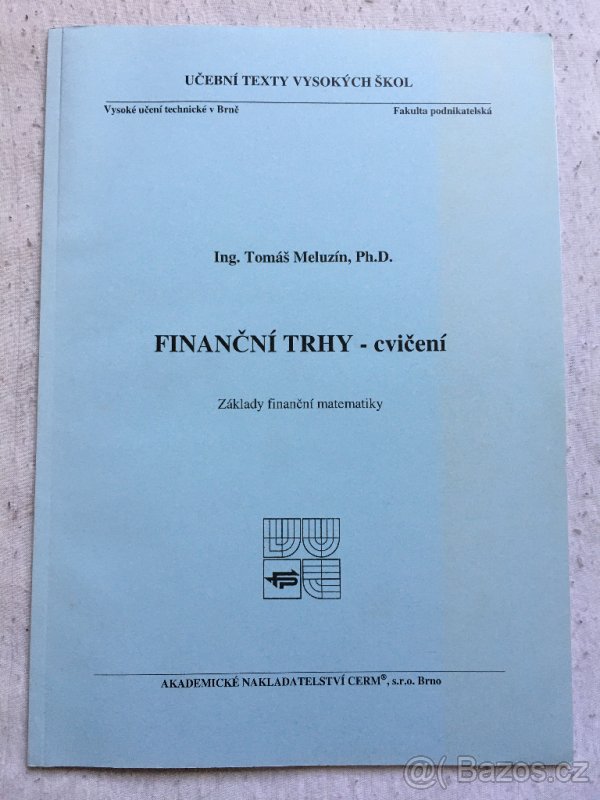 UČEBNÍ TEXTY VYSOKÝCH ŠKOL
Vysoké učení technické v Brně Fakulta podnikatelská
Ing. Tomáš Meluzín, Ph.D.
FINANČNÍ TRHY - cvičení
Základy finanční matematiky
FP
AKADEMICKÉ NAKLADATELSTVÍ CERM®, s.r.o. Brno
@( Bazos.cz